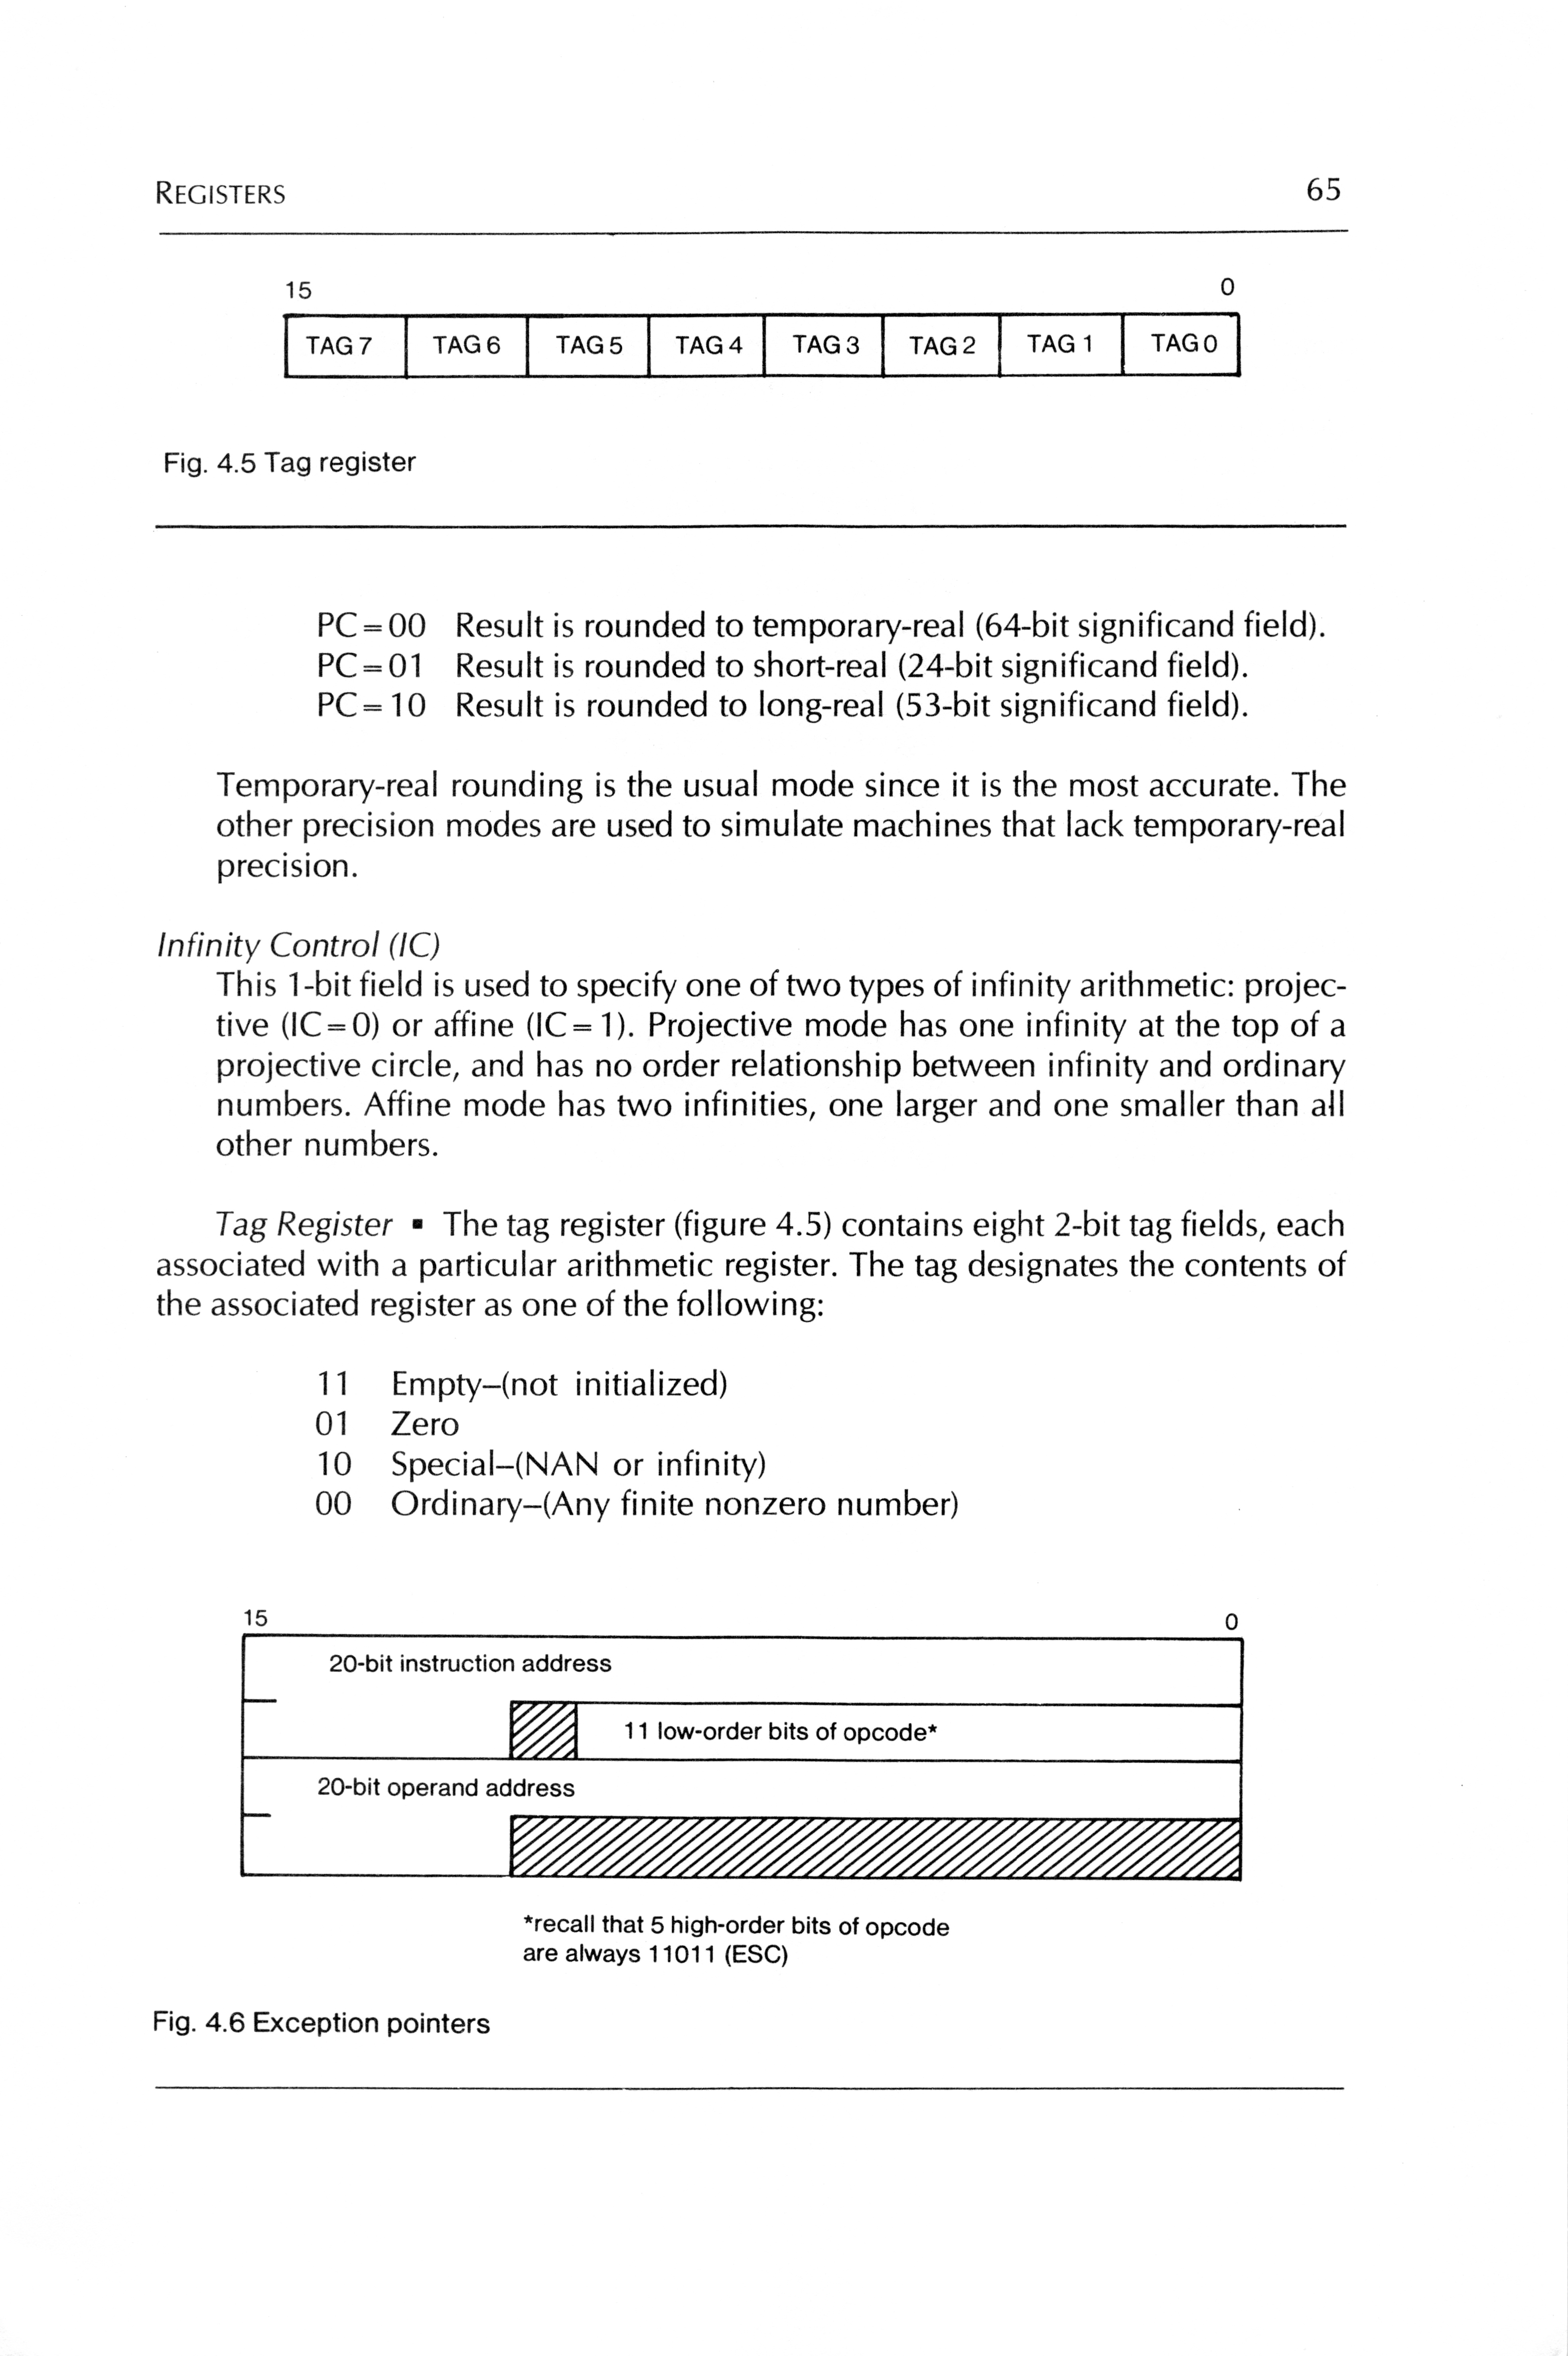 REGISTERS 65
15 0
TAG 7 TAG 6 TAG 5 TAG 4 TAG 3 TAG 2 TAG 1 TAG 0
Fig. 4.5 Tag register
PC=00 Result is rounded to temporary-real (64-bit significand field).
PC=01 Result is rounded to short-real (24-bit significand field).
PC=10 Result is rounded to long-real (53-bit significand field).
Temporary-real rounding is the usual mode since it is the most accurate. The
other precision modes are used to simulate machines that lack temporary-real
precision.
Infinity Control (IC)
This 1-bit field is used to specify one of two types of infinity arithmetic: projec-
tive (IC=0) or affine (IC=1). Projective mode has one infinity at the top of a
projective circle, and has no order relationship between infinity and ordinary
numbers. Affine mode has two infinities, one larger and one smaller than all
other numbers.
Tag Register ▪ The tag register (figure 4.5) contains eight 2-bit tag fields, each
associated with a particular arithmetic register. The tag designates the contents of
the associated register as one of the following:
11 Empty–(not initialized)
01 Zero
10 Special–(NAN or infinity)
00 Ordinary–(Any finite nonzero number)
15 0
20-bit instruction address
11 low-order bits of opcode*
20-bit operand address
*recall that 5 high-order bits of opcode
are always 11011 (ESC)
Fig. 4.6 Exception pointers